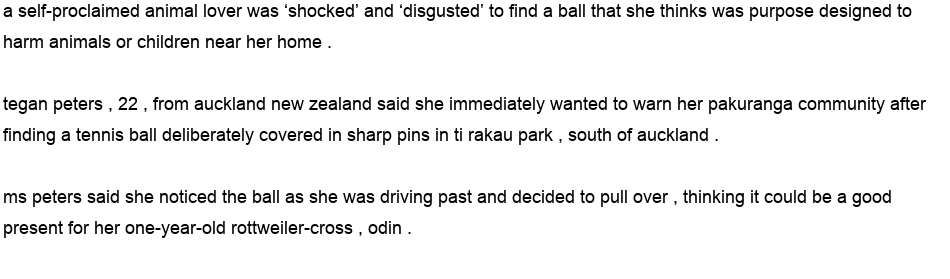 a self-proclaimed animal lover was ‘shocked’ and ‘disgusted’ to find a ball that she thinks was purpose designed to
harm animals or children near her home .
tegan peters , 22 , from auckland new zealand said she immediately wanted to warn her pakuranga community after
finding a tennis ball deliberately covered in sharp pins in ti rakau park , south of auckland .
ms peters said she noticed the ball as she was driving past and decided to pull over , thinking it could be a good
present for her one-year-old rottweiler-cross , odin .